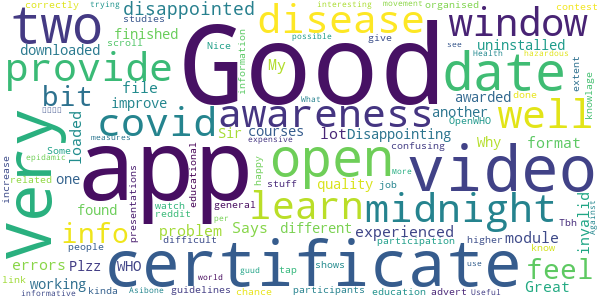 trying correctly interesting movement organised contest
two disappointed disease window
studies possible
downloaded finished Nice give see Health hazardous
scroll My uninstalled
provide file information date extent
bit improve awarded done
What OpenWHO
Very covid awareness well knowlage
loaded Sir courses lot Disappointing another Why format
measures Some expensive confusing
epidamic app Good video
one educational happy open tap
related found stuff quality job different module invalid Against
increase presentations watch general learn midnight experienced Tbh
info reddit More
people problem Says participation higher know feel
errors Plzz WHO difficult per chance
link kinda guud tap shows education advert use Great
working guidelines world participants
informative Asibone certificate Useful